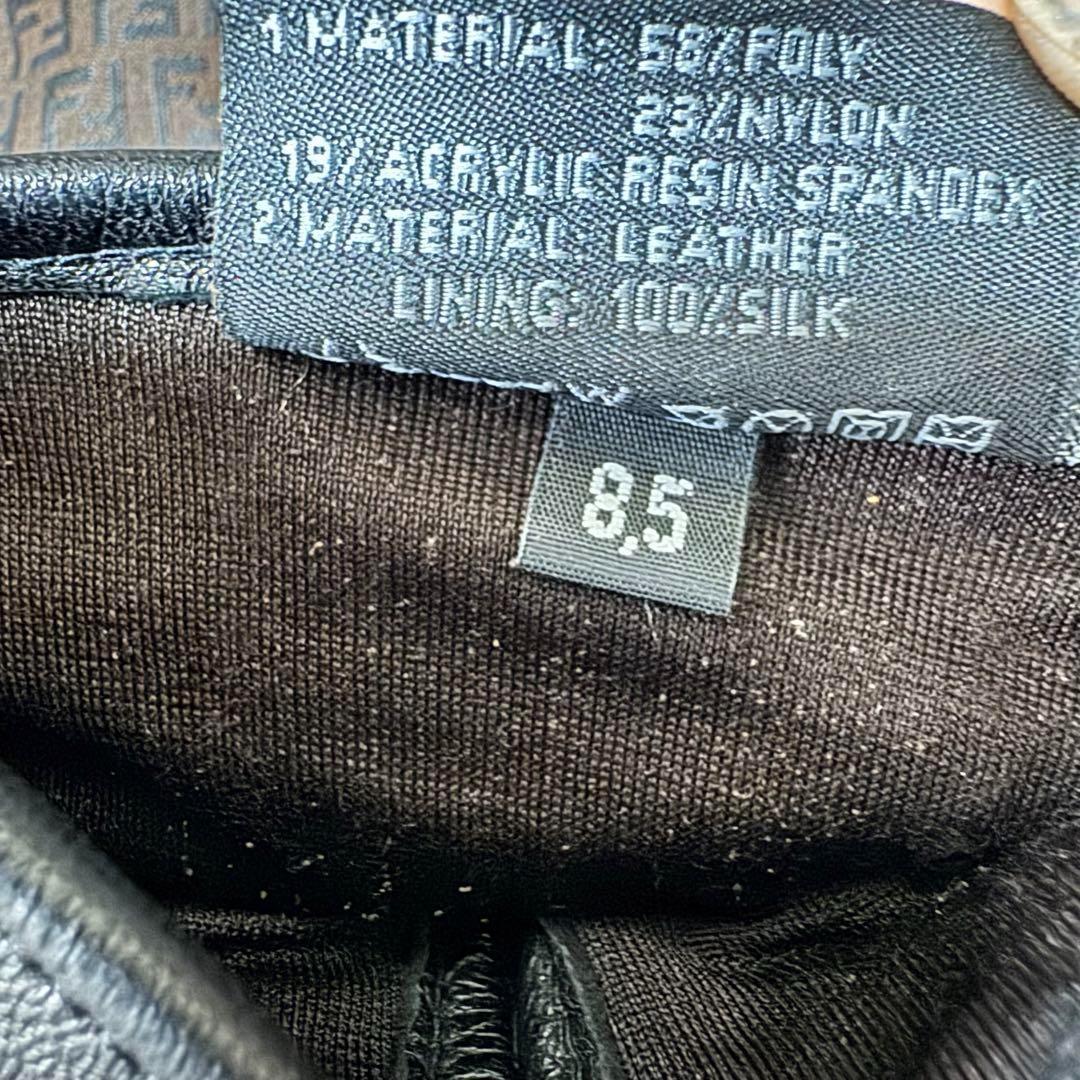 1'MATERIAL: 58%POLY
23%NYLON
19%ACRYLIC RESIN SPANDEX
2'MATERIAL: LEATHER
LINING: 100%SILK
8,5